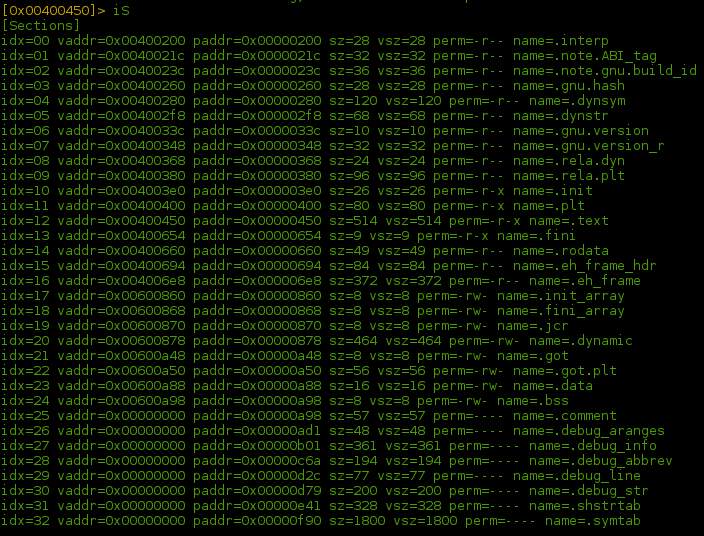 [0x00400450]> iS
[Sections]
idx=00 vaddr=0x00400200 paddr=0x00000200 sz=28 vsz=28 perm=-r-- name=.interp
idx=01 vaddr=0x0040021c paddr=0x0000021c sz=32 vsz=32 perm=-r-- name=.note.ABI_tag
idx=02 vaddr=0x0040023c paddr=0x0000023c sz=36 vsz=36 perm=-r-- name=.note.gnu.build_id
idx=03 vaddr=0x00400260 paddr=0x00000260 sz=28 vsz=28 perm=-r-- name=.gnu.hash
idx=04 vaddr=0x00400280 paddr=0x00000280 sz=120 vsz=120 perm=-r-- name=.dynsym
idx=05 vaddr=0x004002f8 paddr=0x000002f8 sz=68 vsz=68 perm=-r-- name=.dynstr
idx=06 vaddr=0x0040033c paddr=0x0000033c sz=10 vsz=10 perm=-r-- name=.gnu.version
idx=07 vaddr=0x00400348 paddr=0x00000348 sz=32 vsz=32 perm=-r-- name=.gnu.version_r
idx=08 vaddr=0x00400368 paddr=0x00000368 sz=24 vsz=24 perm=-r-- name=.rela.dyn
idx=09 vaddr=0x00400380 paddr=0x00000380 sz=96 vsz=96 perm=-r-- name=.rela.plt
idx=10 vaddr=0x004003e0 paddr=0x000003e0 sz=26 vsz=26 perm=-r-x name=.init
idx=11 vaddr=0x00400400 paddr=0x00000400 sz=80 vsz=80 perm=-r-x name=.plt
idx=12 vaddr=0x00400450 paddr=0x00000450 sz=514 vsz=514 perm=-r-x name=.text
idx=13 vaddr=0x00400654 paddr=0x00000654 sz=9 vsz=9 perm=-r-x name=.fini
idx=14 vaddr=0x00400660 paddr=0x00000660 sz=49 vsz=49 perm=-r-- name=.rodata
idx=15 vaddr=0x00400694 paddr=0x00000694 sz=84 vsz=84 perm=-r-- name=.eh_frame_hdr
idx=16 vaddr=0x004006e8 paddr=0x000006e8 sz=372 vsz=372 perm=-r-- name=.eh_frame
idx=17 vaddr=0x00600860 paddr=0x00000860 sz=8 vsz=8 perm=-rw- name=.init_array
idx=18 vaddr=0x00600868 paddr=0x00000868 sz=8 vsz=8 perm=-rw- name=.fini_array
idx=19 vaddr=0x00600870 paddr=0x00000870 sz=8 vsz=8 perm=-rw- name=.jcr
idx=20 vaddr=0x00600878 paddr=0x00000878 sz=464 vsz=464 perm=-rw- name=.dynamic
idx=21 vaddr=0x00600a48 paddr=0x00000a48 sz=8 vsz=8 perm=-rw- name=.got
idx=22 vaddr=0x00600a50 paddr=0x00000a50 sz=56 vsz=56 perm=-rw- name=.got.plt
idx=23 vaddr=0x00600a88 paddr=0x00000a88 sz=16 vsz=16 perm=-rw- name=.data
idx=24 vaddr=0x00600a98 paddr=0x00000a98 sz=8 vsz=8 perm=-rw- name=.bss
idx=25 vaddr=0x00000000 paddr=0x00000a98 sz=57 vsz=57 perm=---- name=.comment
idx=26 vaddr=0x00000000 paddr=0x00000ad1 sz=48 vsz=48 perm=---- name=.debug_aranges
idx=27 vaddr=0x00000000 paddr=0x00000b01 sz=361 vsz=361 perm=---- name=.debug_info
idx=28 vaddr=0x00000000 paddr=0x00000c6a sz=194 vsz=194 perm=---- name=.debug_abbrev
idx=29 vaddr=0x00000000 paddr=0x00000d2c sz=77 vsz=77 perm=---- name=.debug_line
idx=30 vaddr=0x00000000 paddr=0x00000d79 sz=200 vsz=200 perm=---- name=.debug_str
idx=31 vaddr=0x00000000 paddr=0x00000e41 sz=328 vsz=328 perm=---- name=.shstrtab
idx=32 vaddr=0x00000000 paddr=0x00000f90 sz=1800 vsz=1800 perm=---- name=.symtab